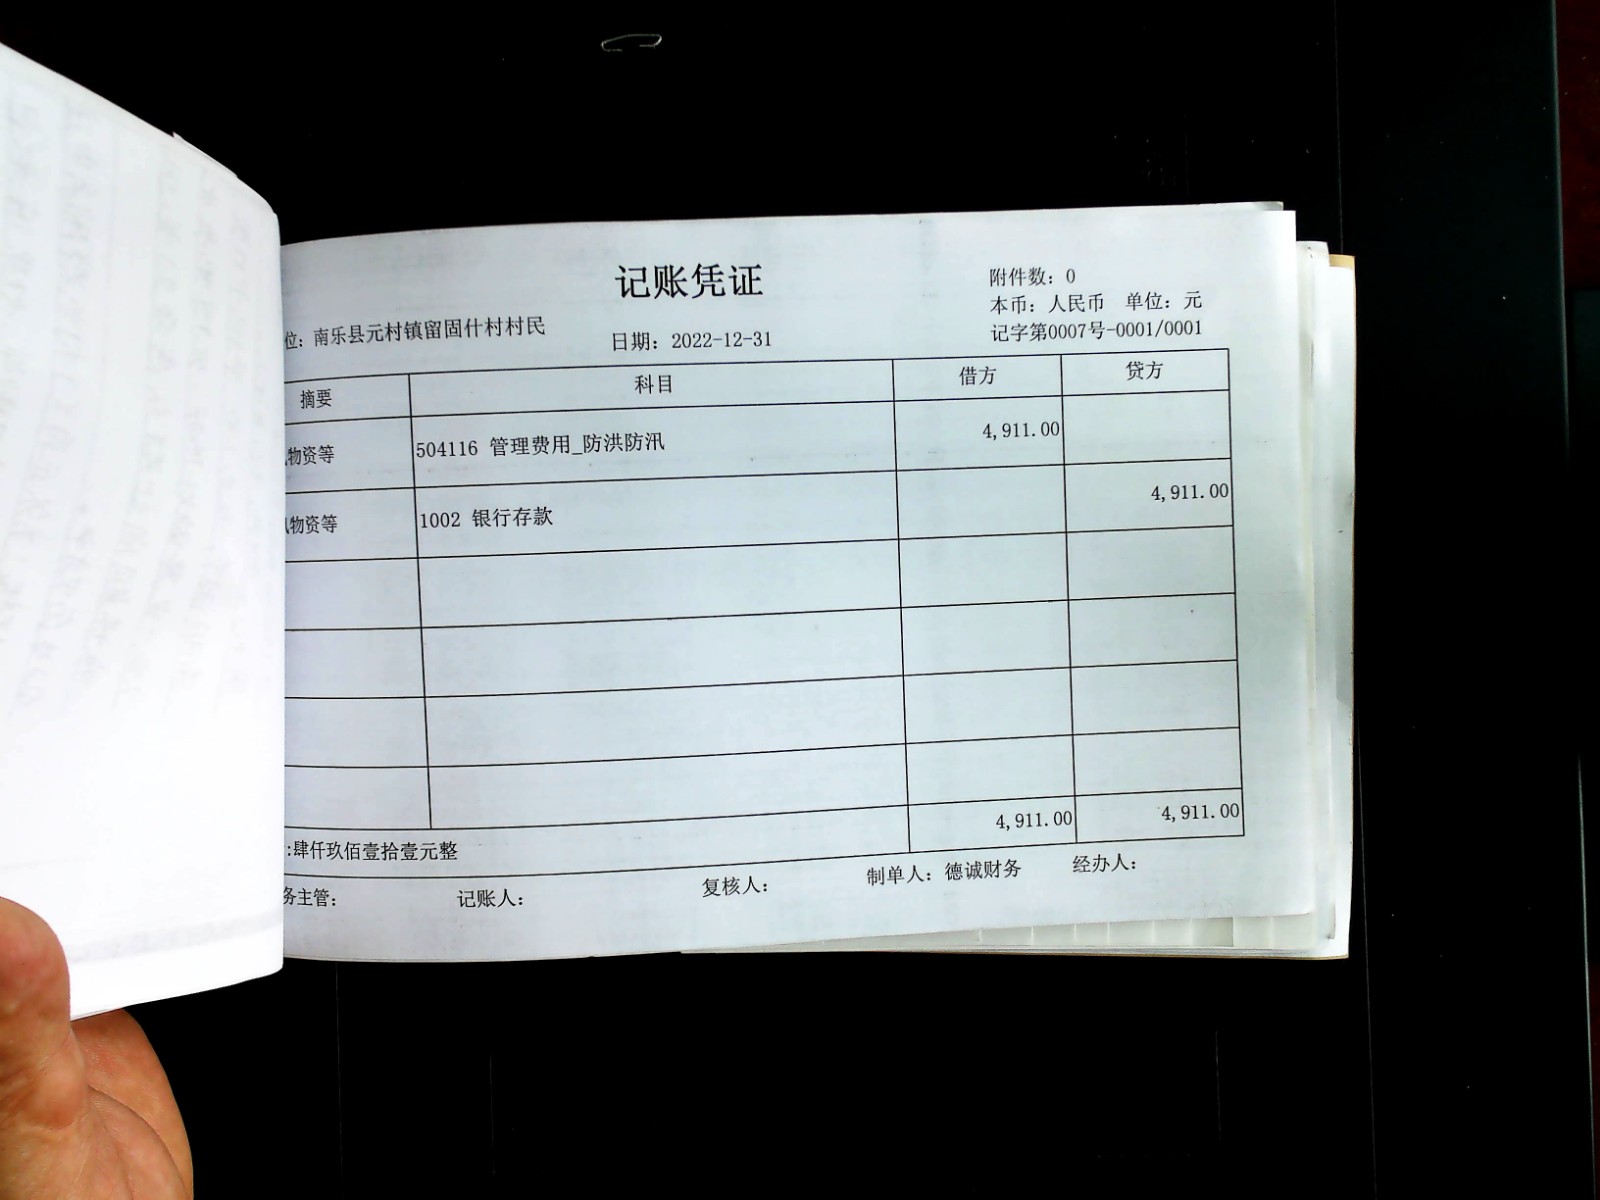 记账凭证
附件数：0
本币：人民币 单位：元
位：南乐县元村镇留固什村村民
日期：2022-12-31
记字第0007号-0001/0001
摘要 科目 借方 贷方
物资等 504116 管理费用_防洪防汛 4,911.00
物资等 1002 银行存款 4,911.00
:肆仟玖佰壹拾壹元整 4,911.00 4,911.00
务主管： 记账人： 复核人： 制单人：德诚财务 经办人：